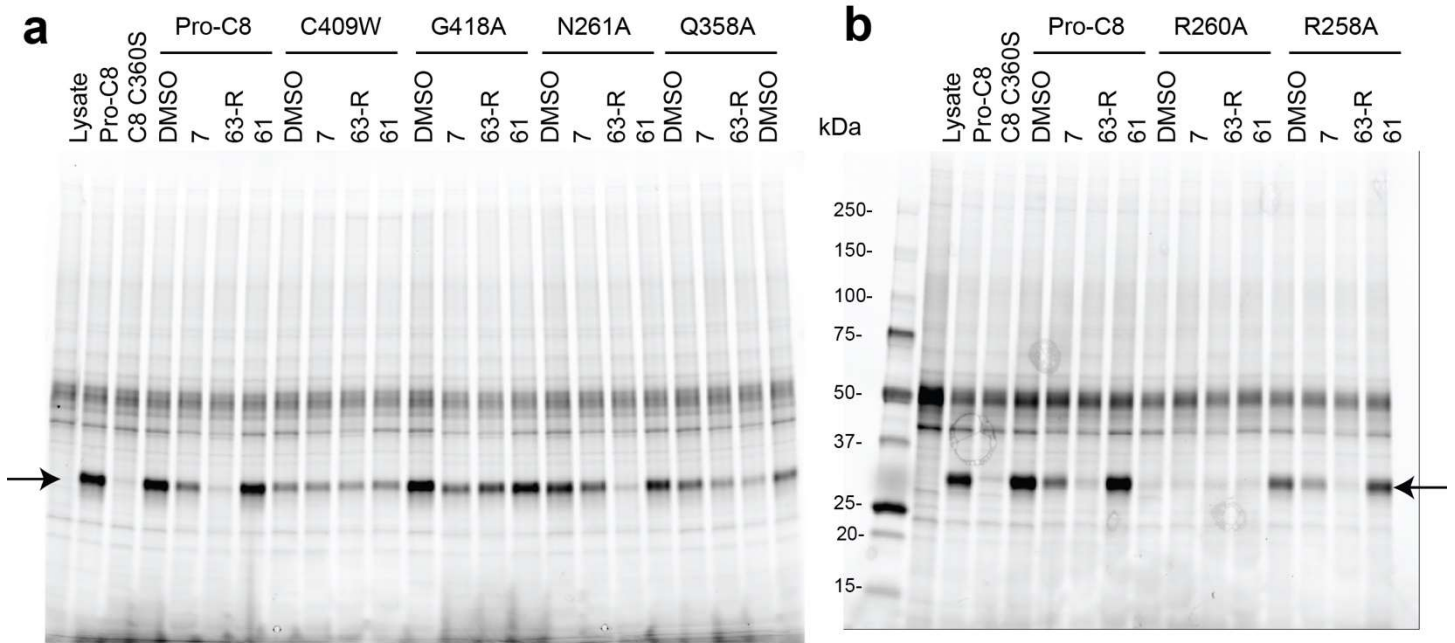 a
Pro-C8 C409W G418A N261A Q358A
Lysate
Pro-C8
C8 C360S
DMSO
7
63-R
61
DMSO
7
63-R
61
DMSO
7
63-R
61
DMSO
7
63-R
61
DMSO
7
63-R
DMSO
b
Pro-C8 R260A R258A
Lysate
Pro-C8
C8 C360S
DMSO
7
63-R
61
DMSO
7
63-R
61
DMSO
7
63-R
61
kDa
250-
150-
100-
75-
50-
37-
25-
20-
15-